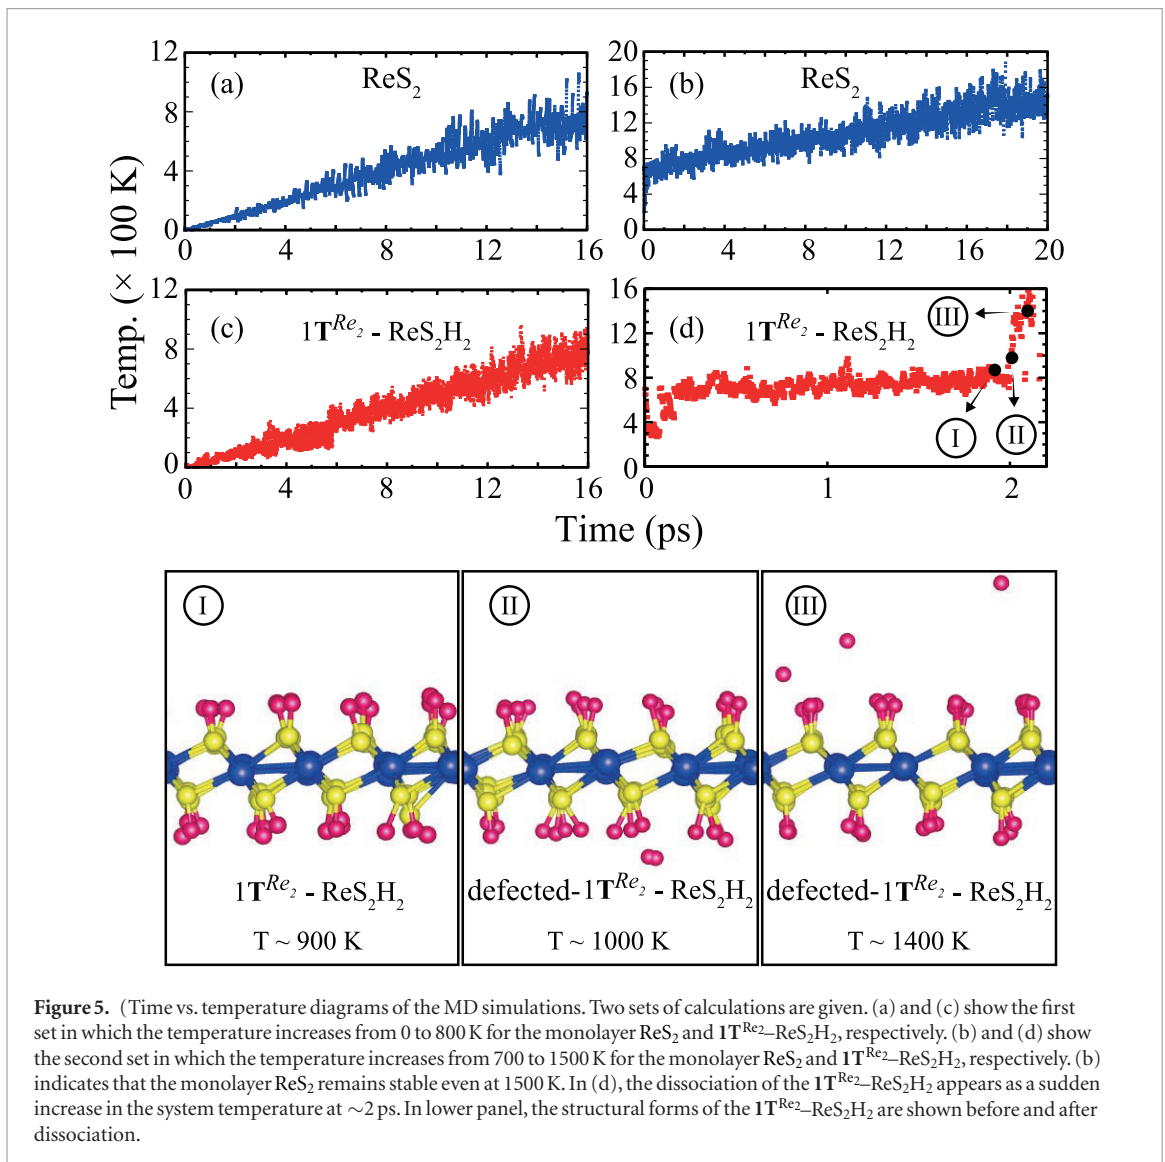 12
8
4
0
(a)
ReS2
0 4 8 12 16
20
16
12
8
4
0
(b)
ReS2
0 4 8 12 16 20
Temp. (× 100 K)
12
8
4
0
(c)
1T^Re2 - ReS2H2
0 4 8 12 16
16
12
8
4
0
(d)
1T^Re2 - ReS2H2
III
I
II
0 1 2
Time (ps)
I
1T^Re2 - ReS2H2
T ~ 900 K
II
defected-1T^Re2 - ReS2H2
T ~ 1000 K
III
defected-1T^Re2 - ReS2H2
T ~ 1400 K
Figure 5. (Time vs. temperature diagrams of the MD simulations. Two sets of calculations are given. (a) and (c) show the first
set in which the temperature increases from 0 to 800 K for the monolayer ReS2 and 1T^Re2–ReS2H2, respectively. (b) and (d) show
the second set in which the temperature increases from 700 to 1500 K for the monolayer ReS2 and 1T^Re2–ReS2H2, respectively. (b)
indicates that the monolayer ReS2 remains stable even at 1500 K. In (d), the dissociation of the 1T^Re2–ReS2H2 appears as a sudden
increase in the system temperature at ∼2 ps. In lower panel, the structural forms of the 1T^Re2–ReS2H2 are shown before and after
dissociation.